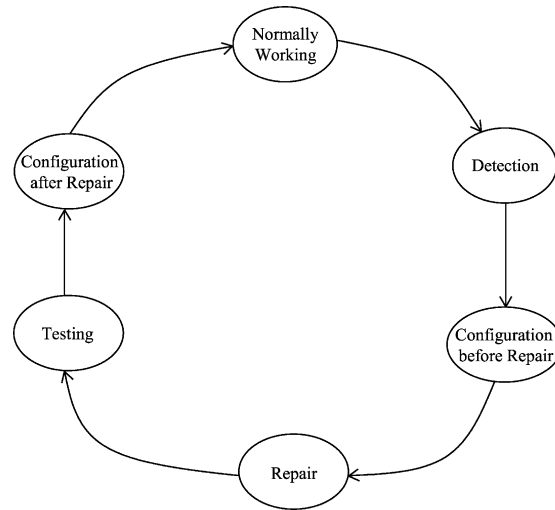 Normally
Working
Detection
Configuration
before Repair
Repair
Testing
Configuration
after Repair